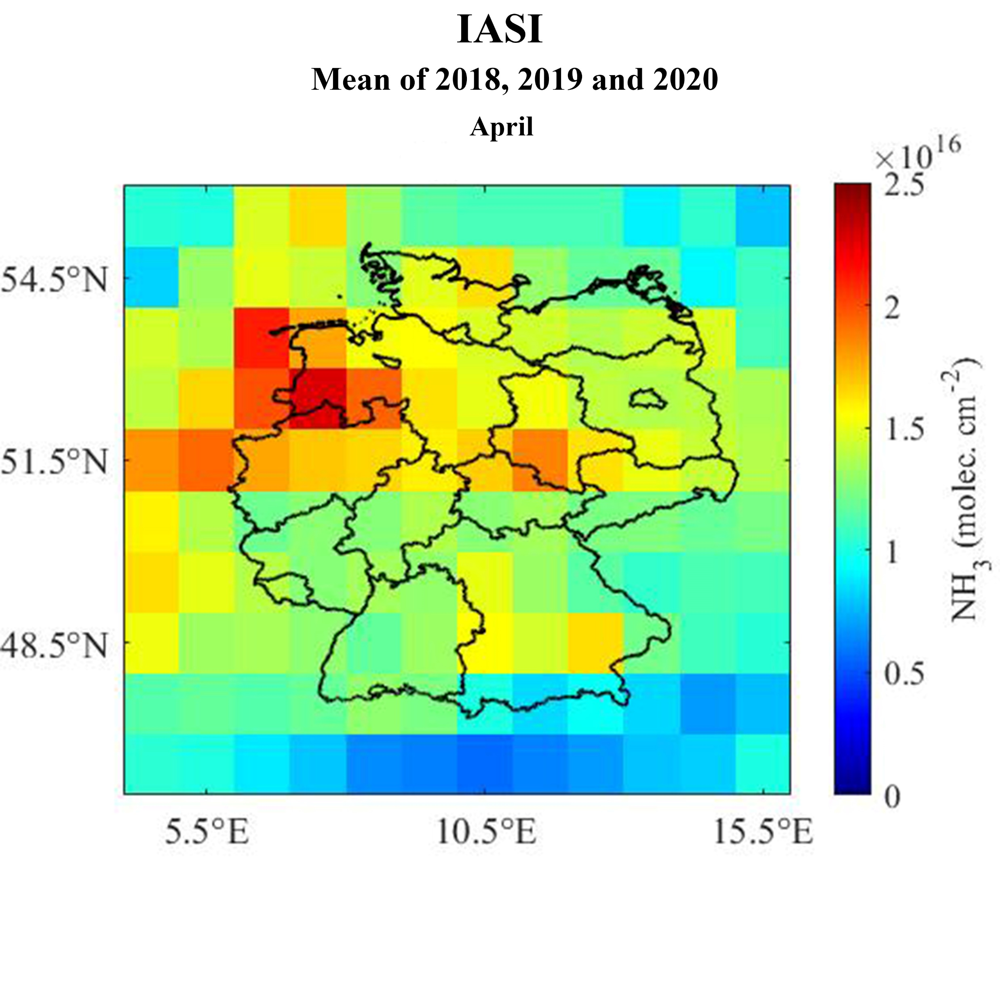 IASI
Mean of 2018, 2019 and 2020
April
×10^16
2.5
2
1.5
1
0.5
0
NH_3 (molec. cm^-2)
54.5°N
51.5°N
48.5°N
5.5°E 10.5°E 15.5°E